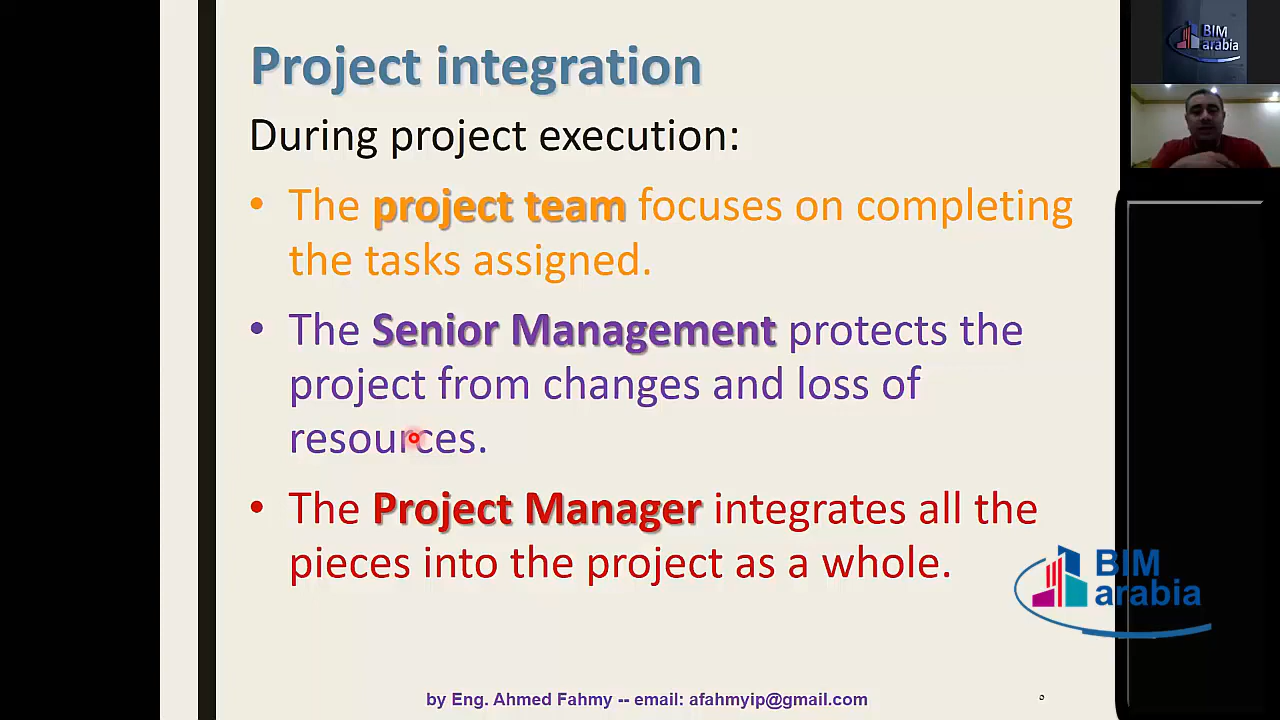 Project integration
During project execution:
• The project team focuses on completing
the tasks assigned.
• The Senior Management protects the
project from changes and loss of
resources.
• The Project Manager integrates all the
pieces into the project as a whole.
by Eng. Ahmed Fahmy -- email: afahmyip@gmail.com
٥
BIM
arabia
BIM
arabia